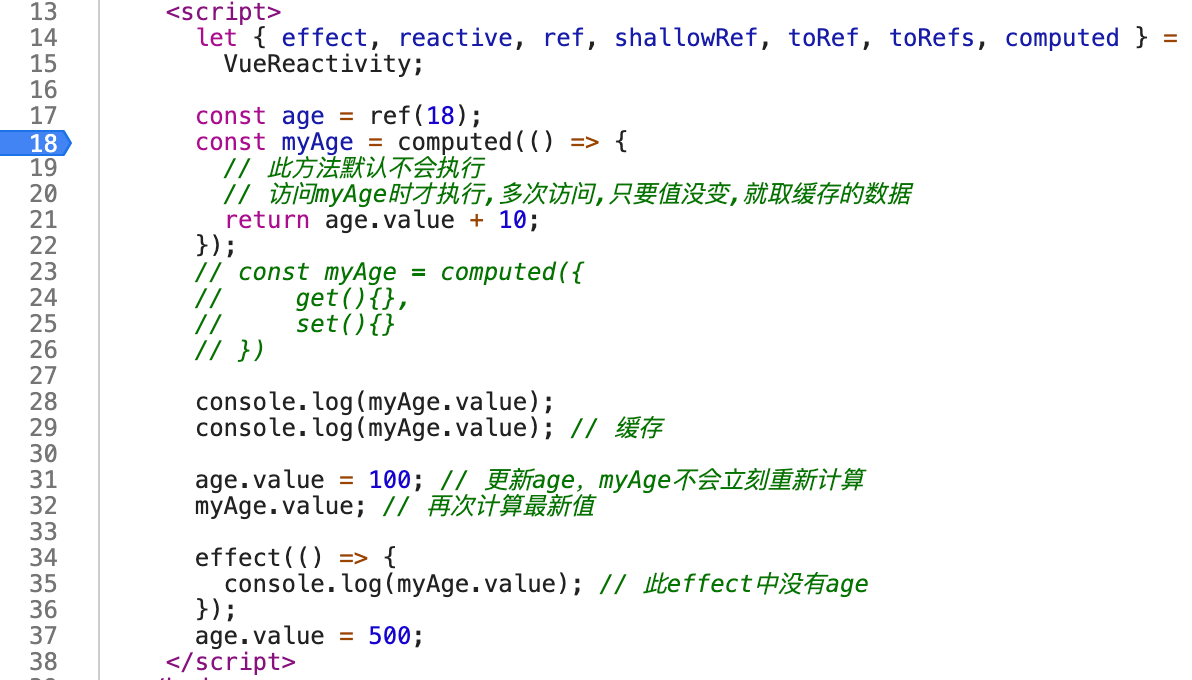 13 <script>
14 let { effect, reactive, ref, shallowRef, toRef, toRefs, computed } =
15 VueReactivity;
16
17 const age = ref(18);
18 const myAge = computed(() => {
19 // 此方法默认不会执行
20 // 访问myAge时才执行,多次访问,只要值没变,就取缓存的数据
21 return age.value + 10;
22 });
23 // const myAge = computed({
24 //     get(){},
25 //     set(){}
26 // })
27
28 console.log(myAge.value);
29 console.log(myAge.value); // 缓存
30
31 age.value = 100; // 更新age，myAge不会立刻重新计算
32 myAge.value; // 再次计算最新值
33
34 effect(() => {
35 console.log(myAge.value); // 此effect中没有age
36 });
37 age.value = 500;
38 </script>